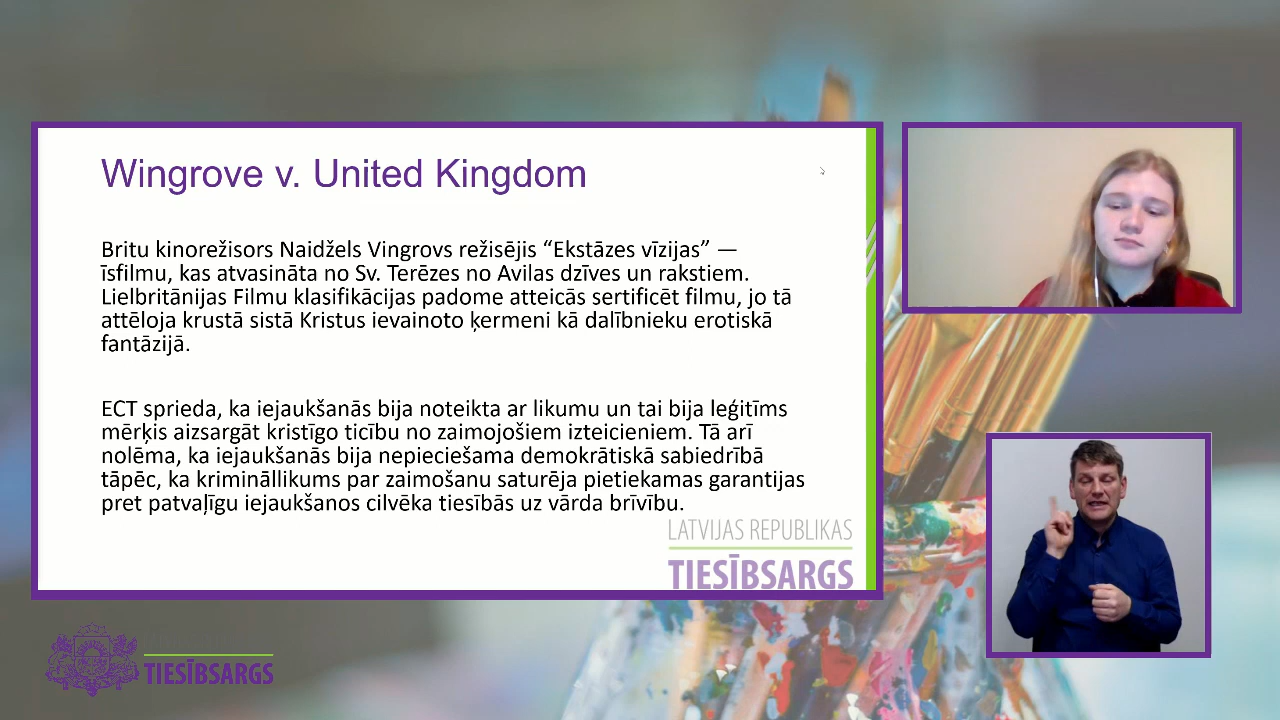 Wingrove v. United Kingdom
Britu kinorežisors Naidžels Vingrovs režisējis “Ekstāzes vīzijas” —
īsfilmu, kas atvasināta no Sv. Terēzes no Avilas dzīves un rakstiem.
Lielbritānijas Filmu klasifikācijas padome atteicās sertificēt filmu, jo tā
attēloja krustā sistā Kristus ievainoto ķermeni kā dalībnieku erotiskā
fantāzijā.
ECT sprieda, ka iejaukšanās bija noteikta ar likumu un tai bija leģitīms
mērķis aizsargāt kristīgo ticību no zaimojošiem izteicieniem. Tā arī
nolēma, ka iejaukšanās bija nepieciešama demokrātiskā sabiedrībā
tāpēc, ka krimināllikums par zaimošanu saturēja pietiekamas garantijas
pret patvaļīgu iejaukšanos cilvēka tiesībās uz vārda brīvību.
LATVIJAS REPUBLIKAS
TIESĪBSARGS
TIESĪBSARGS